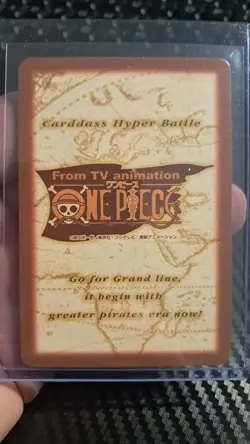 Carddass Hyper Battle
From TV animation
ワンピース
ONE PIECE
Go for Grand line,
it begin with
greater pirates era now!